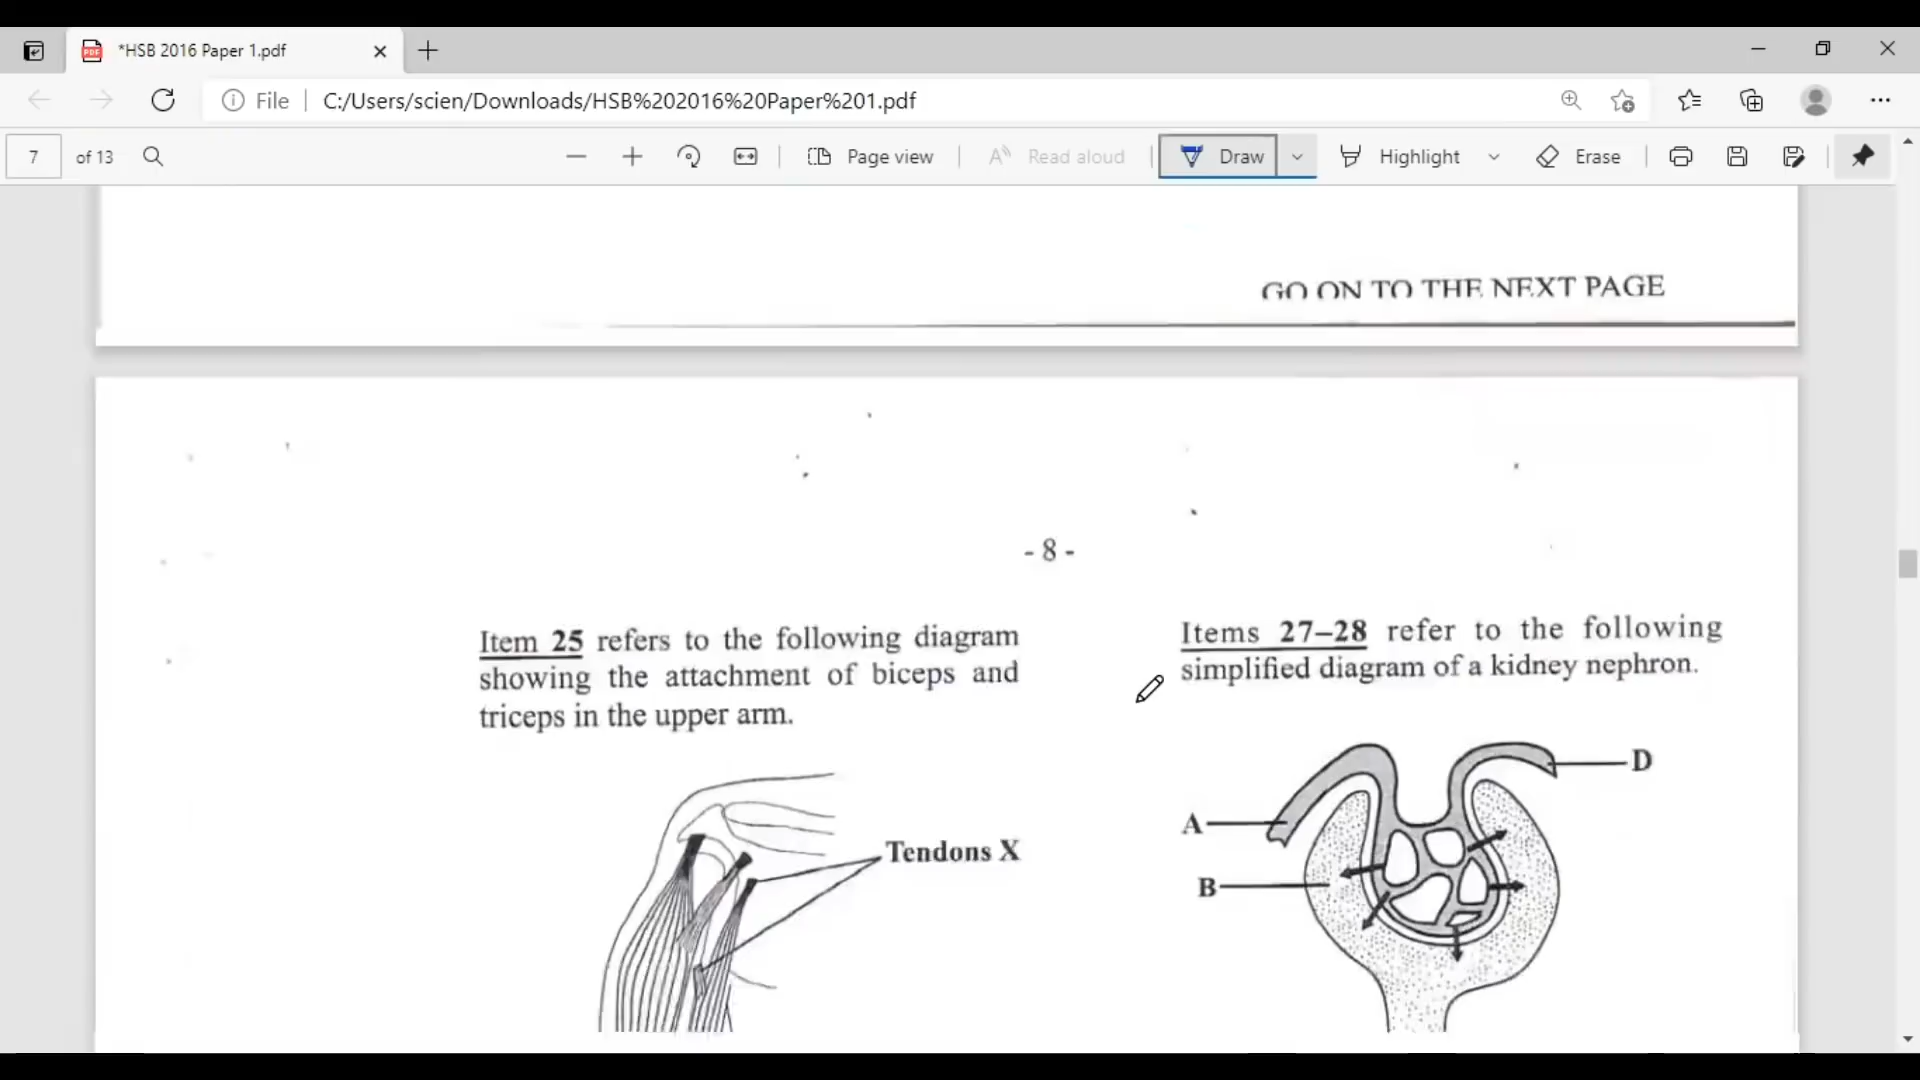 *HSB 2016 Paper 1.pdf
File
C:/Users/scien/Downloads/HSB%202016%20Paper%201.pdf
7
of 13
Page view
Read aloud
Draw
Highlight
Erase
GO ON TO THE NEXT PAGE
- 8 -
Item 25 refers to the following diagram
showing the attachment of biceps and
triceps in the upper arm.
Tendons X
Items 27–28 refer to the following
simplified diagram of a kidney nephron.
D
A
B